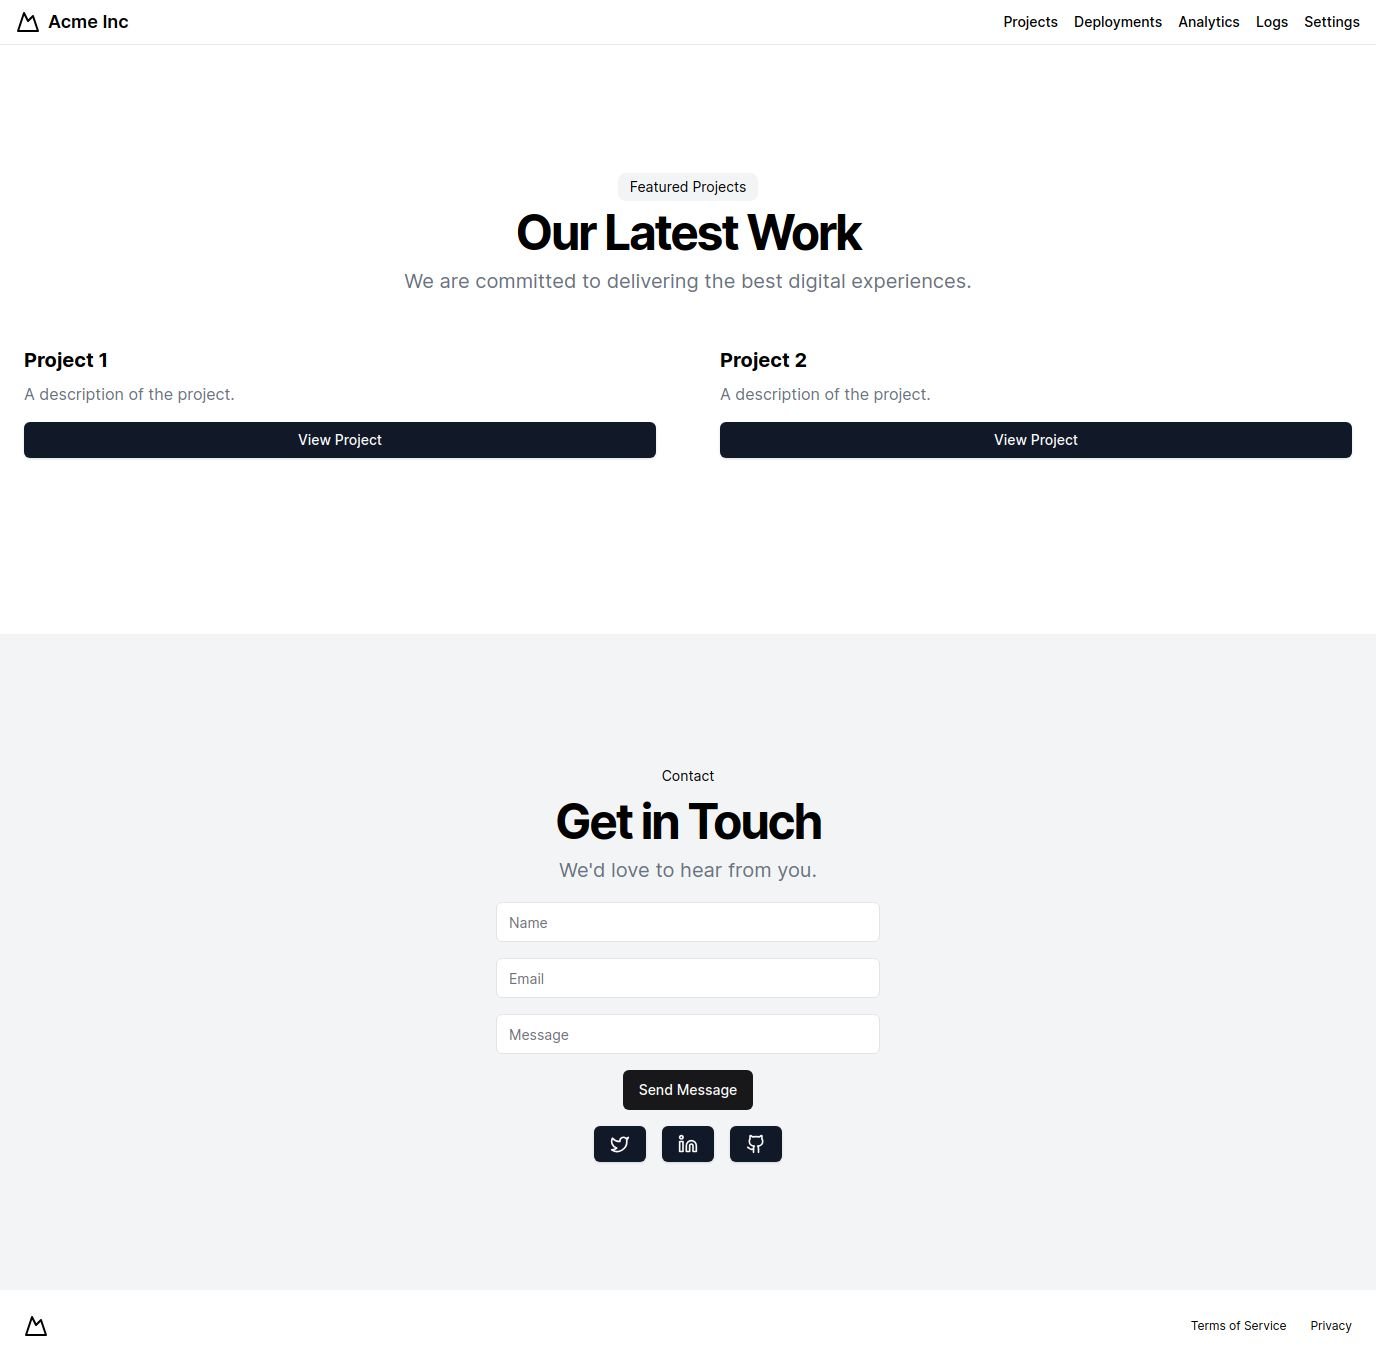 Acme Inc
Projects Deployments Analytics Logs Settings
Featured Projects
Our Latest Work
We are committed to delivering the best digital experiences.
Project 1
A description of the project.
View Project
Project 2
A description of the project.
View Project
Contact
Get in Touch
We'd love to hear from you.
Name
Email
Message
Send Message
Terms of Service Privacy